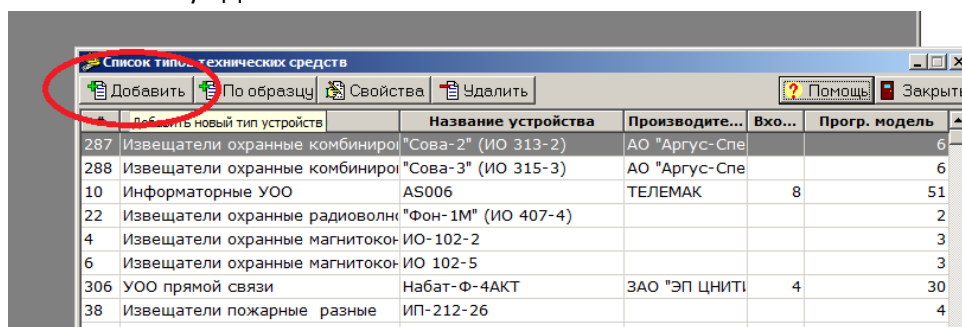 Список типов технических средств
Добавить По образцу Свойства Удалить Помощь Закрыть
Добавить новый тип устройств Название устройства Производите... Вхо... Прогр. модель
287 Извещатели охранные комбиниро "Сова-2" (ИО 313-2) АО "Аргус-Спе 6
288 Извещатели охранные комбиниро "Сова-3" (ИО 315-3) АО "Аргус-Спе 6
10 Информаторные УОО AS006 ТЕЛЕМАК 8 51
22 Извещатели охранные радиоволн "Фон-1М" (ИО 407-4) 2
4 Извещатели охранные магнитокон ИО-102-2 3
6 Извещатели охранные магнитокон ИО 102-5 3
306 УОО прямой связи Набат-Ф-4АКТ ЗАО "ЭП ЦНИТИ 4 30
38 Извещатели пожарные разные ИП-212-26 4